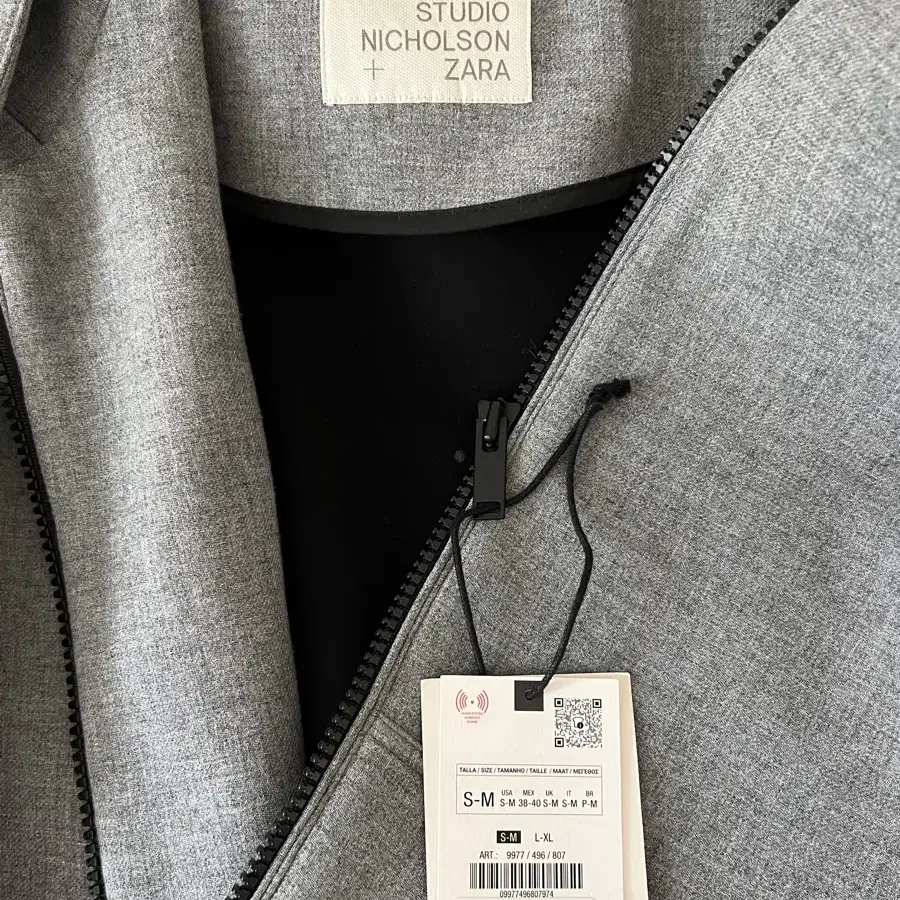 STUDIO
NICHOLSON
+ ZARA
TALLA / SIZE / TAMANHO / TAILLE / MAAT / ΜΕΓΕΘΟΣ
S-M
USA MEX UK IT BR
S-M 38-40 S-M S-M P-M
S-M L-XL
ART.: 9977 / 496 / 807
09977496807974